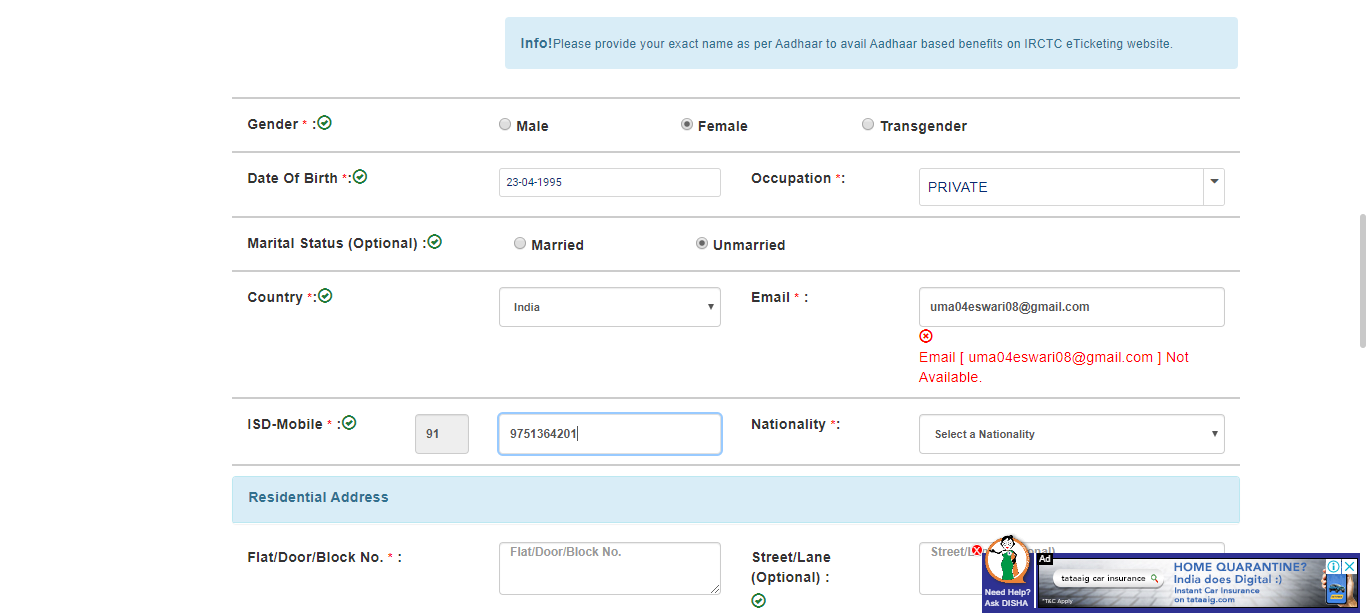 Info!Please provide your exact name as per Aadhaar to avail Aadhaar based benefits on IRCTC eTicketing website.
Gender * : Male Female Transgender
Date Of Birth *: 23-04-1995 Occupation *: PRIVATE
Marital Status (Optional) : Married Unmarried
Country *: India Email * : uma04eswari08@gmail.com
Email [ uma04eswari08@gmail.com ] Not
Available.
ISD-Mobile * : 91 9751364201 Nationality *: Select a Nationality
Residential Address
Flat/Door/Block No. * : Flat/Door/Block No. Street/Lane
(Optional) :
Need Help?
Ask DISHA
Ad
tataaig car insurance
*T&C Apply
HOME QUARANTINE?
India does Digital :)
Instant Car Insurance
on tataaig.com